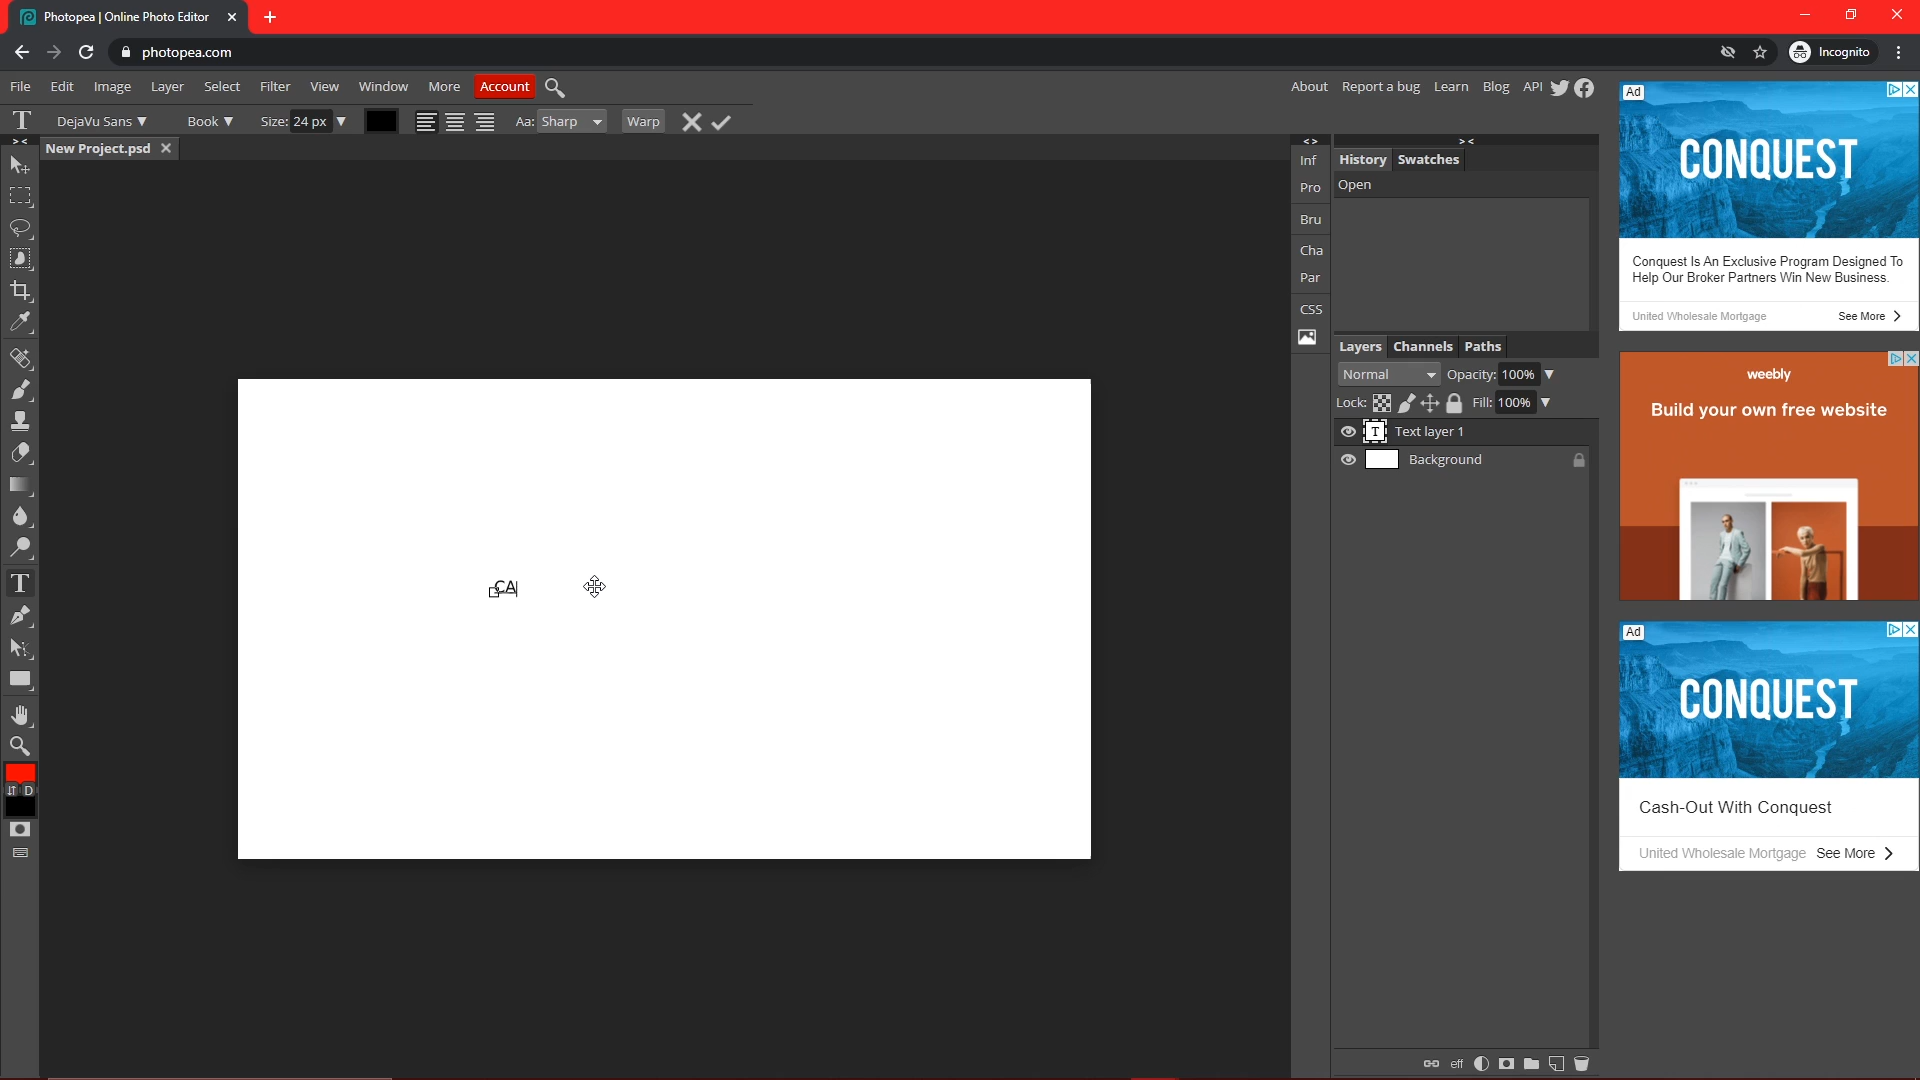 Photopea | Online Photo Editor
photopea.com
Incognito
File Edit Image Layer Select Filter View Window More Account
About Report a bug Learn Blog API
T DejaVu Sans Book Size: 24 px Aa: Sharp Warp
New Project.psd
Inf
Pro
Bru
Cha
Par
CSS
History Swatches
Open
Layers Channels Paths
Normal Opacity: 100%
Lock: Fill: 100%
T Text layer 1
Background
CA
T
D
eff
Ad
CONQUEST
Conquest Is An Exclusive Program Designed To
Help Our Broker Partners Win New Business.
United Wholesale Mortgage See More
weebly
Build your own free website
Ad
CONQUEST
Cash-Out With Conquest
United Wholesale Mortgage See More